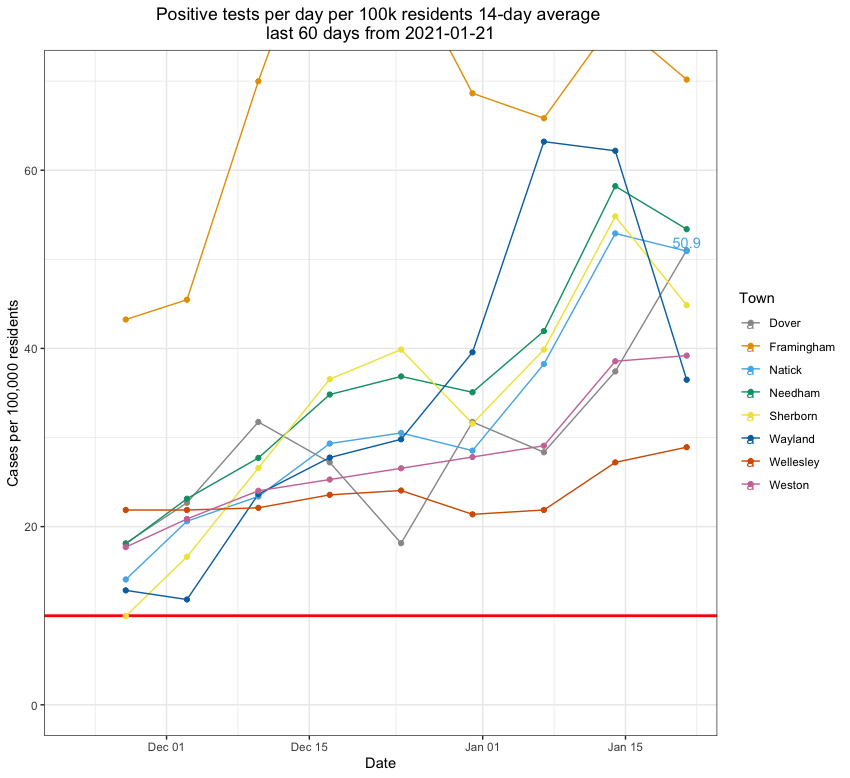 Positive tests per day per 100k residents 14-day average
last 60 days from 2021-01-21
Cases per 100,000 residents
60
40
20
0
50.9
Dec 01
Dec 15
Jan 01
Jan 15
Date
Town
a Dover
a Framingham
a Natick
a Needham
a Sherborn
a Wayland
a Wellesley
a Weston